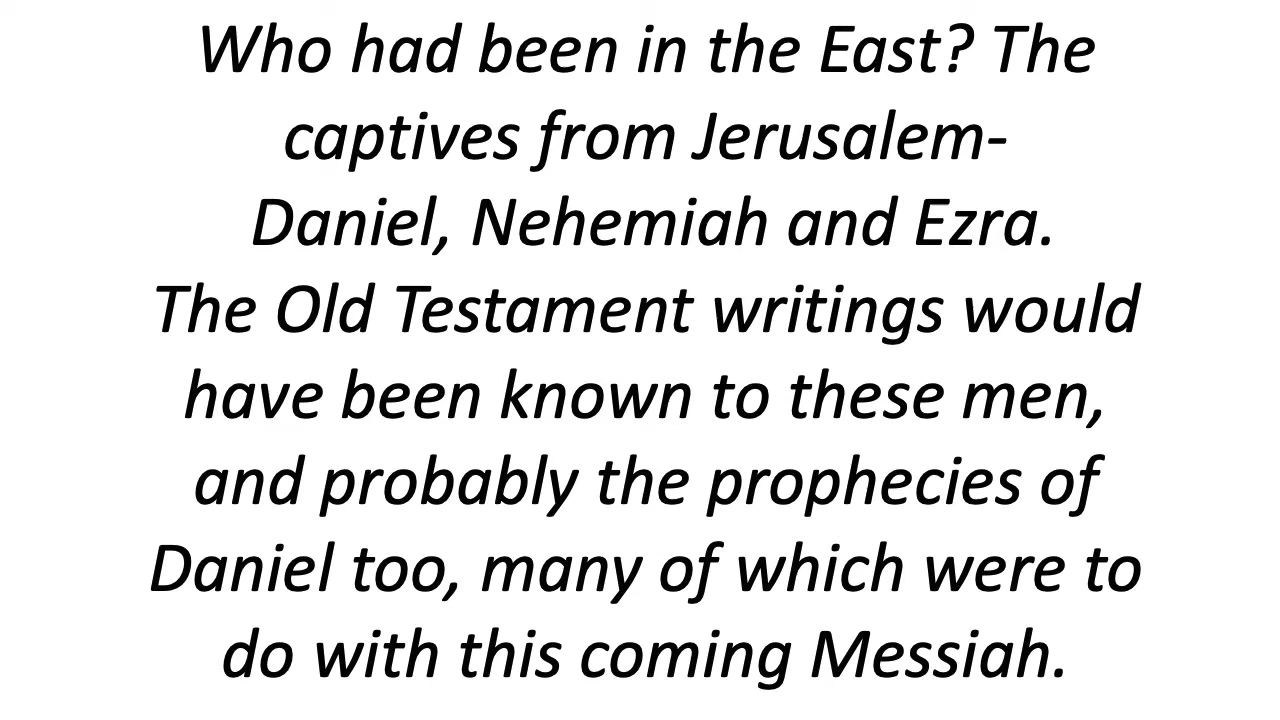 Who had been in the East? The
captives from Jerusalem-
Daniel, Nehemiah and Ezra.
The Old Testament writings would
have been known to these men,
and probably the prophecies of
Daniel too, many of which were to
do with this coming Messiah.